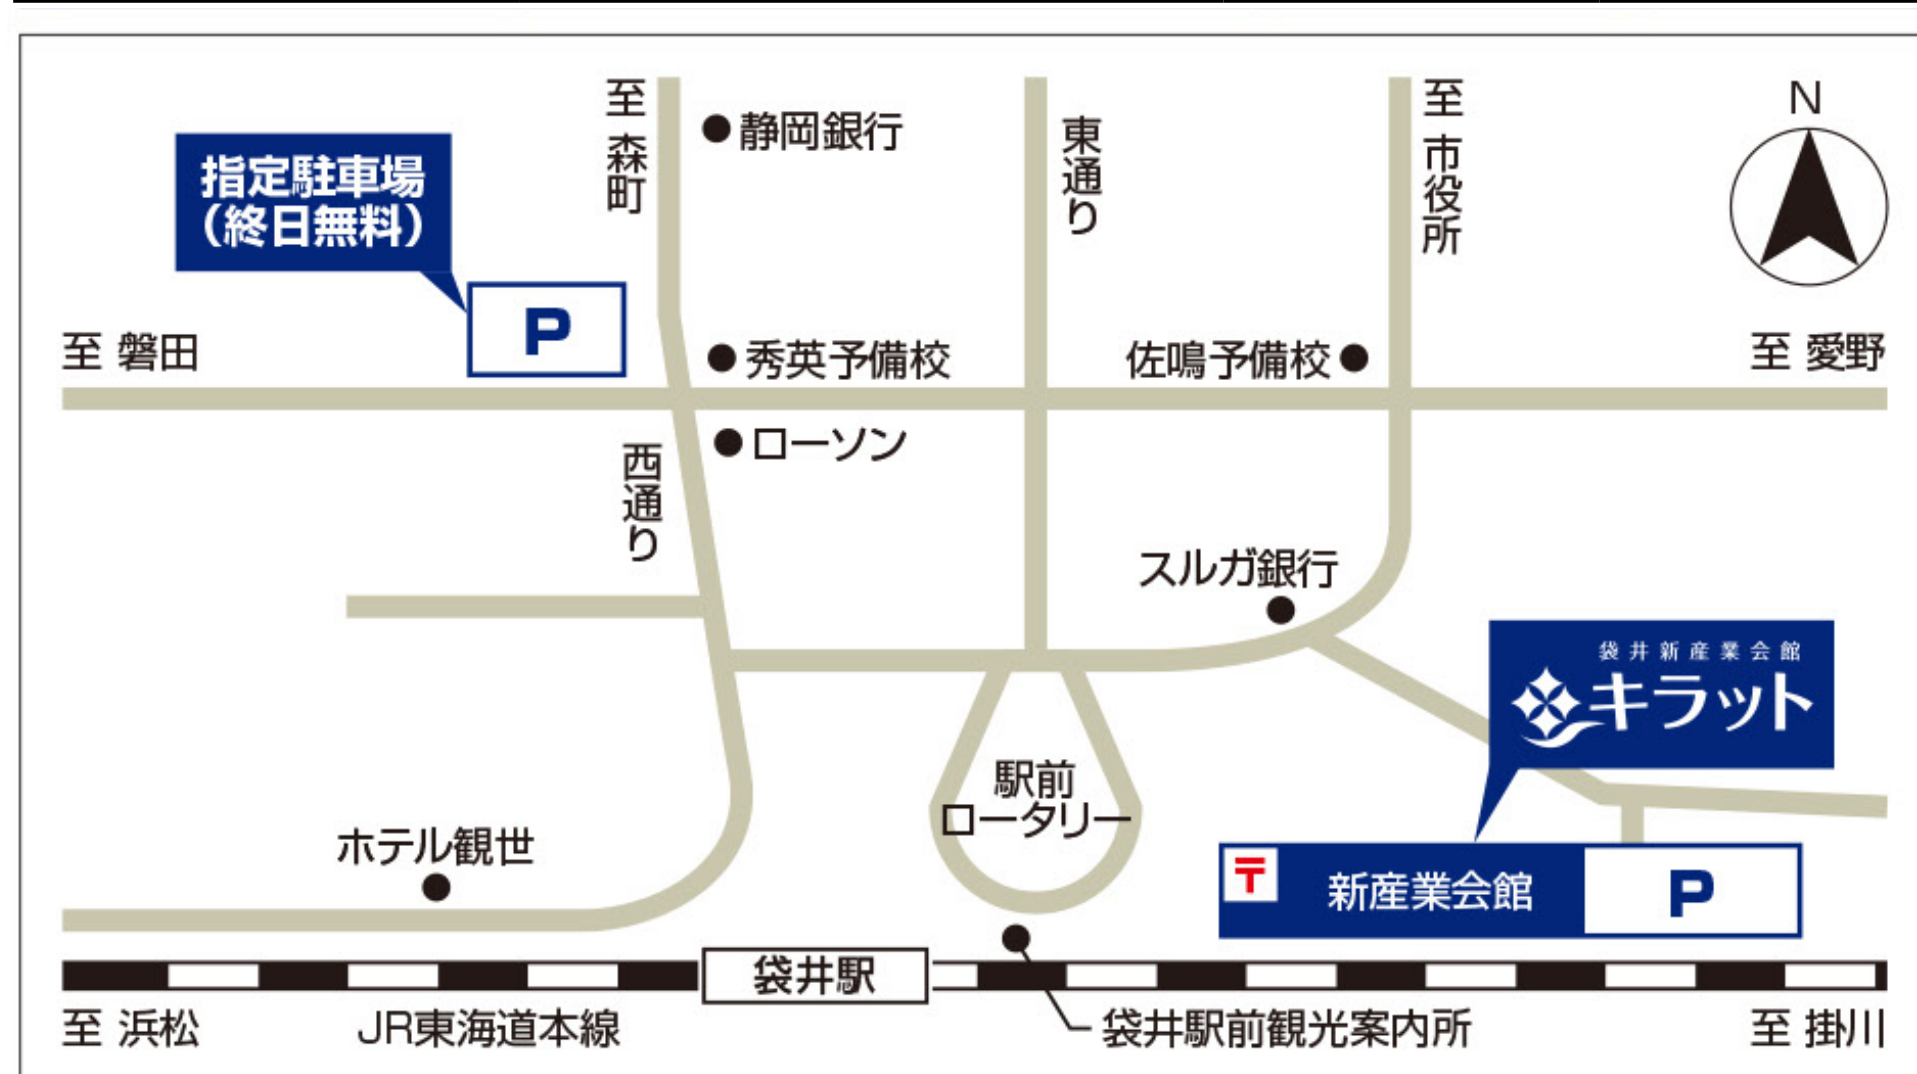 至 森町
静岡銀行
東通り
至 市役所
N
指定駐車場
（終日無料）
P
至 磐田
秀英予備校
佐鳴予備校
至 愛野
ローソン
西通り
スルガ銀行
袋井新産業会館
キラット
駅前
ロータリー
ホテル観世
〒
新産業会館
P
袋井駅
至 浜松
JR東海道本線
袋井駅前観光案内所
至 掛川